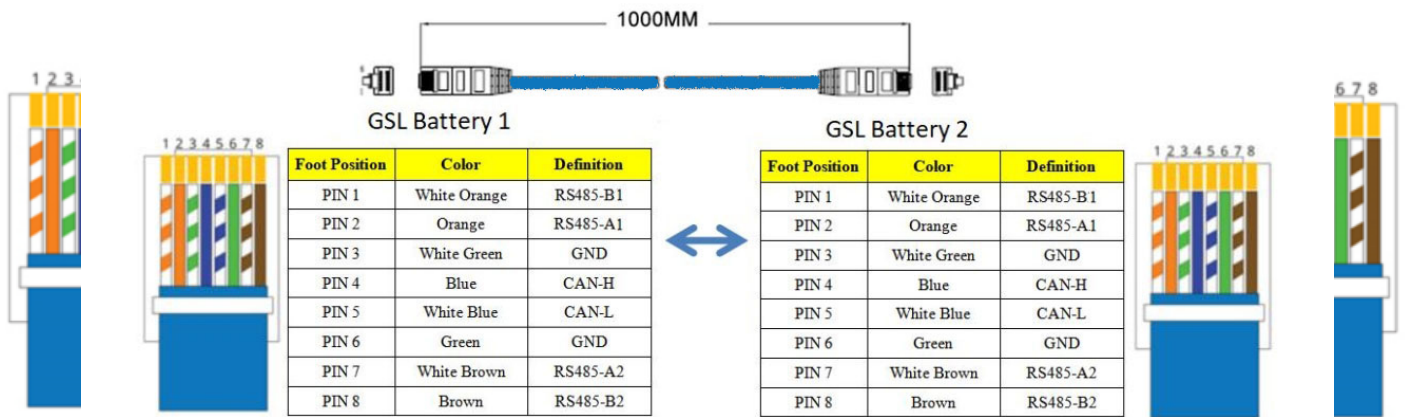 1000MM
GSL Battery 1
GSL Battery 2
1 2 3
1 2 3 4 5 6 7 8
Foot Position Color Definition
PIN 1 White Orange RS485-B1
PIN 2 Orange RS485-A1
PIN 3 White Green GND
PIN 4 Blue CAN-H
PIN 5 White Blue CAN-L
PIN 6 Green GND
PIN 7 White Brown RS485-A2
PIN 8 Brown RS485-B2
Foot Position Color Definition
PIN 1 White Orange RS485-B1
PIN 2 Orange RS485-A1
PIN 3 White Green GND
PIN 4 Blue CAN-H
PIN 5 White Blue CAN-L
PIN 6 Green GND
PIN 7 White Brown RS485-A2
PIN 8 Brown RS485-B2
1 2 3 4 5 6 7 8
6 7 8